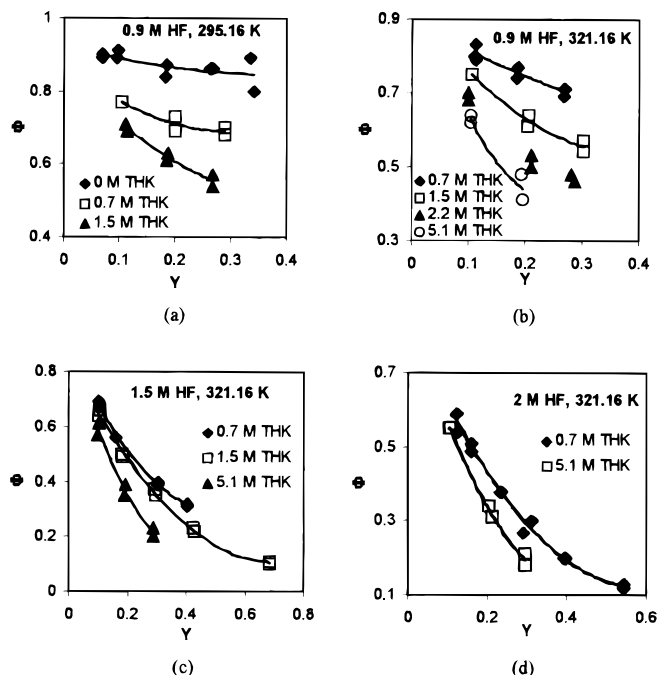 0.9 M HF, 295.16 K
1
0.8
0.6
0.4
Φ
0 M THK
0.7 M THK
1.5 M THK
0
0.1
0.2
0.3
0.4
Y
(a)
0.9 M HF, 321.16 K
0.9
0.7
0.5
0.3
Φ
0.7 M THK
1.5 M THK
2.2 M THK
5.1 M THK
0
0.1
0.2
0.3
0.4
Y
(b)
1.5 M HF, 321.16 K
0.8
0.6
0.4
0.2
0
Φ
0.7 M THK
1.5 M THK
5.1 M THK
0
0.2
0.4
0.6
0.8
Y
(c)
2 M HF, 321.16 K
0.7
0.5
0.3
0.1
Φ
0.7 M THK
5.1 M THK
0
0.2
0.4
0.6
Y
(d)